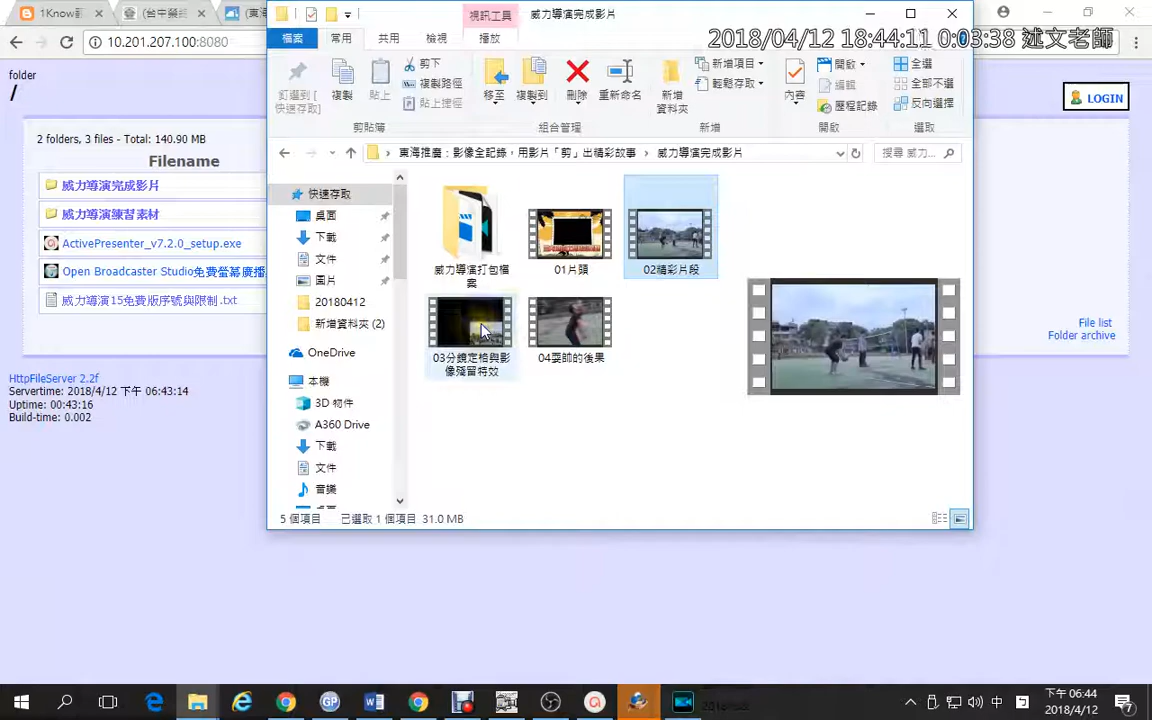 1Know翻
(台中榮
(東海
視訊工具
威力導演完成影片
2018/04/12 18:44:11 0:03:38 述文老師
10.201.207.100:8080
檔案
常用
共用
檢視
播放
釘選到 [快速存取]
複製
貼上
剪下
複製路徑
貼上捷徑
移至
複製到
刪除
重新命名
新增資料夾
新增項目
輕鬆存取
內容
開啟
編輯
歷程記錄
全選
全部不選
反向選擇
剪貼簿
組合管理
新增
開啟
選取
東海推廣：影像全記錄，用影片「剪」出精彩故事
威力導演完成影片
搜尋 威力...
folder
/
LOGIN
2 folders, 3 files - Total: 140.90 MB
Filename
威力導演完成影片
威力導演練習素材
ActivePresenter_v7.2.0_setup.exe
Open Broadcaster Studio免費螢幕廣播
威力導演15免費版序號與限制.txt
File list
Folder archive
HttpFileServer 2.2f
Servertime: 2018/4/12 下午 06:43:14
Uptime: 00:43:16
Build-time: 0.002
快速存取
桌面
下載
文件
圖片
20180412
新增資料夾 (2)
OneDrive
本機
3D 物件
A360 Drive
下載
文件
音樂
威力導演打包檔案
01片頭
02精彩片段
03分鏡定格與影像殘留特效
04耍帥的後果
5 個項目
已選取 1 個項目 31.0 MB
中
下午 06:44
2018/4/12
7